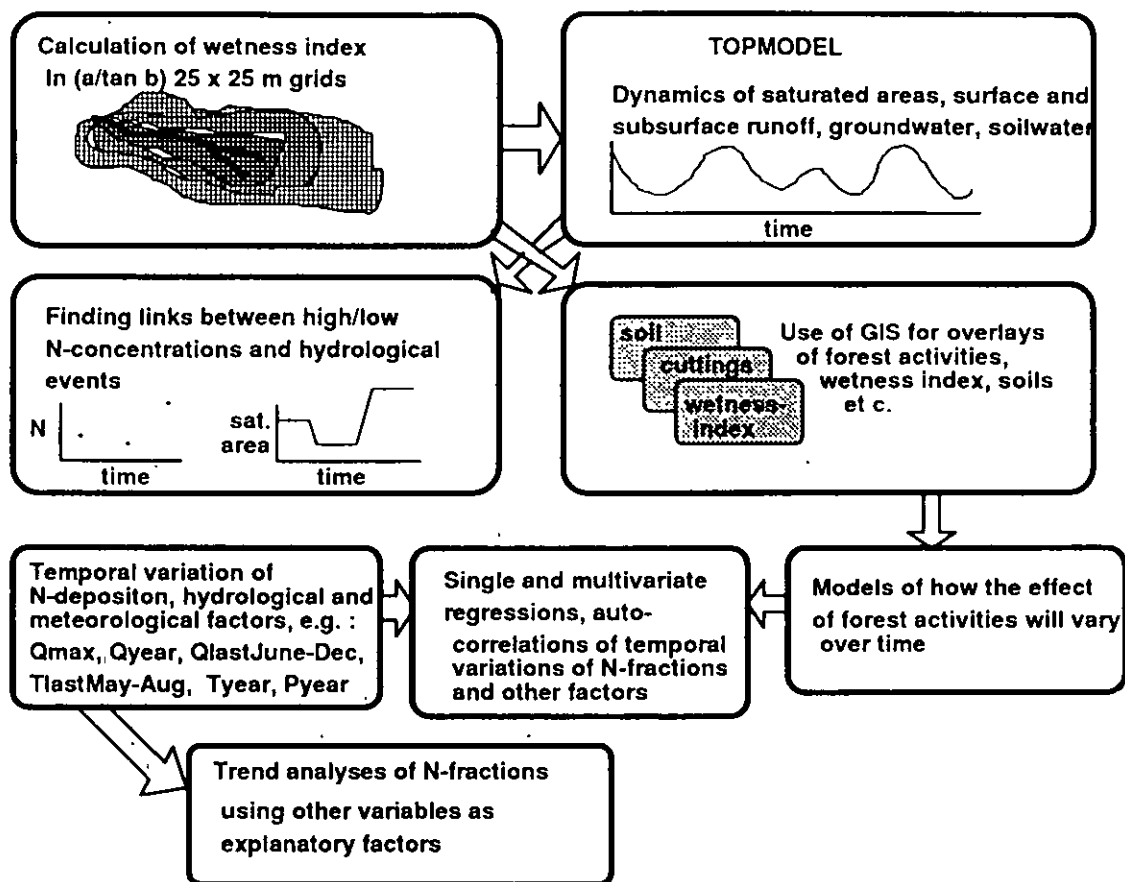 Calculation of wetness index
ln (a/tan b) 25 x 25 m grids
TOPMODEL
Dynamics of saturated areas, surface and
subsurface runoff, groundwater, soilwater
time
Finding links between high/low
N-concentrations and hydrological
events
N
time
sat.
area
time
soil
cuttings
wetness-
index
Use of GIS for overlays
of forest activities,
wetness index, soils
et c.
Temporal variation of
N-depositon, hydrological and
meteorological factors, e.g. :
Qmax, Qyear, QlastJune-Dec,
TlastMay-Aug, Tyear, Pyear
Single and multivariate
regressions, auto-
correlations of temporal
variations of N-fractions
and other factors
Models of how the effect
of forest activities will vary
over time
Trend analyses of N-fractions
using other variables as
explanatory factors